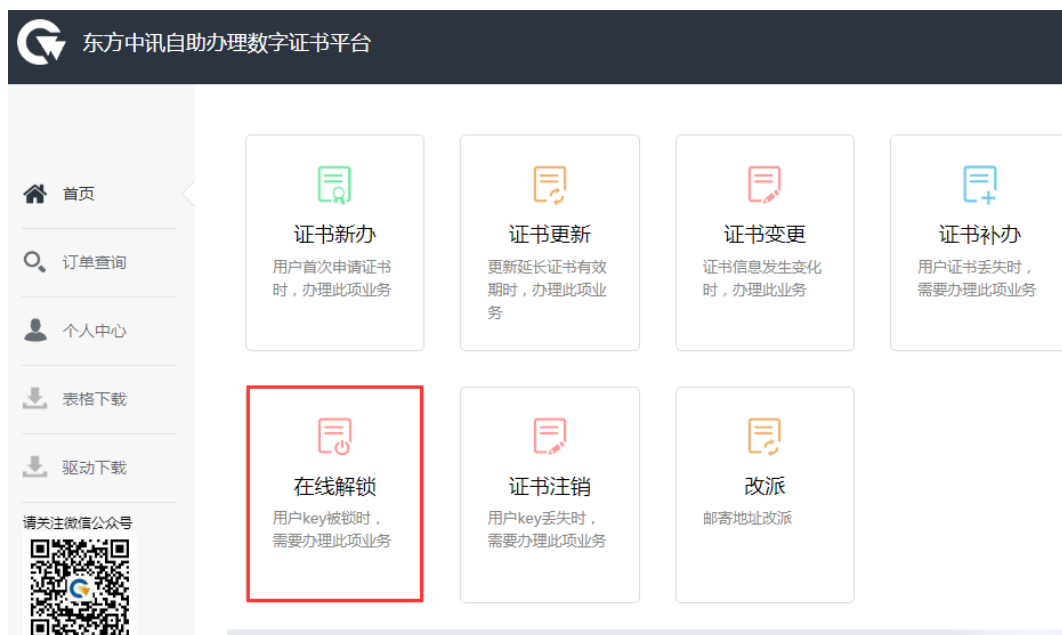 东方中讯自助办理数字证书平台
首页
订单查询
个人中心
表格下载
驱动下载
请关注微信公众号
证书新办
用户首次申请证书
时，办理此项业务
证书更新
更新延长证书有效
期时，办理此项业
务
证书变更
证书信息发生变化
时，办理此业务
证书补办
用户证书丢失时，
需要办理此项业务
在线解锁
用户key被锁时，
需要办理此项业务
证书注销
用户key丢失时，
需要办理此项业务
改派
邮寄地址改派